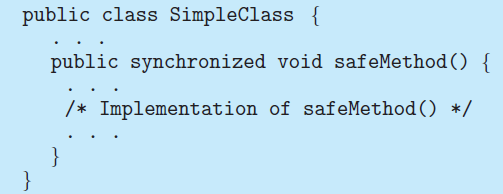 public class SimpleClass {
. . .
public synchronized void safeMethod() {
. . .
/* Implementation of safeMethod() */
. . .
}
}